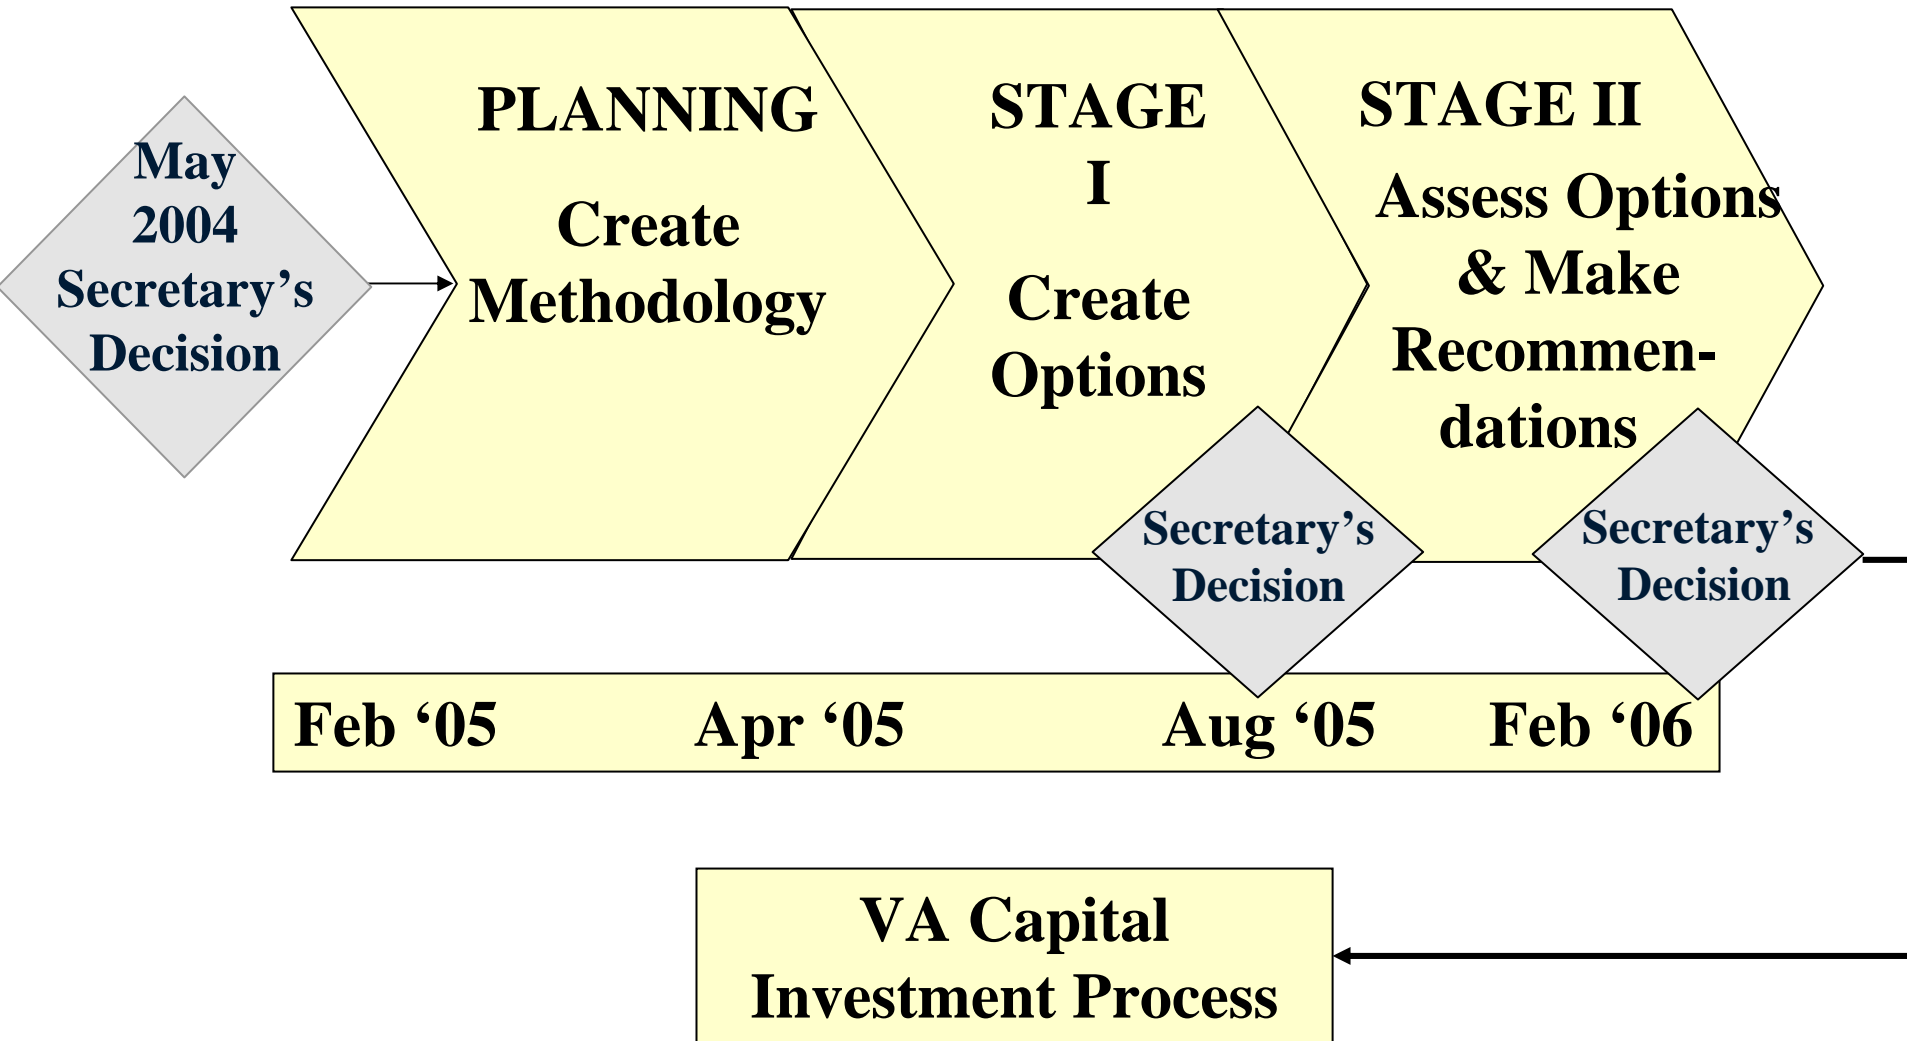 May
2004
Secretary’s
Decision
PLANNING
Create
Methodology
STAGE
I
Create
Options
STAGE II
Assess Options
& Make
Recommen-
dations
Secretary’s
Decision
Secretary’s
Decision
Feb ‘05 Apr ‘05 Aug ‘05 Feb ‘06
VA Capital
Investment Process